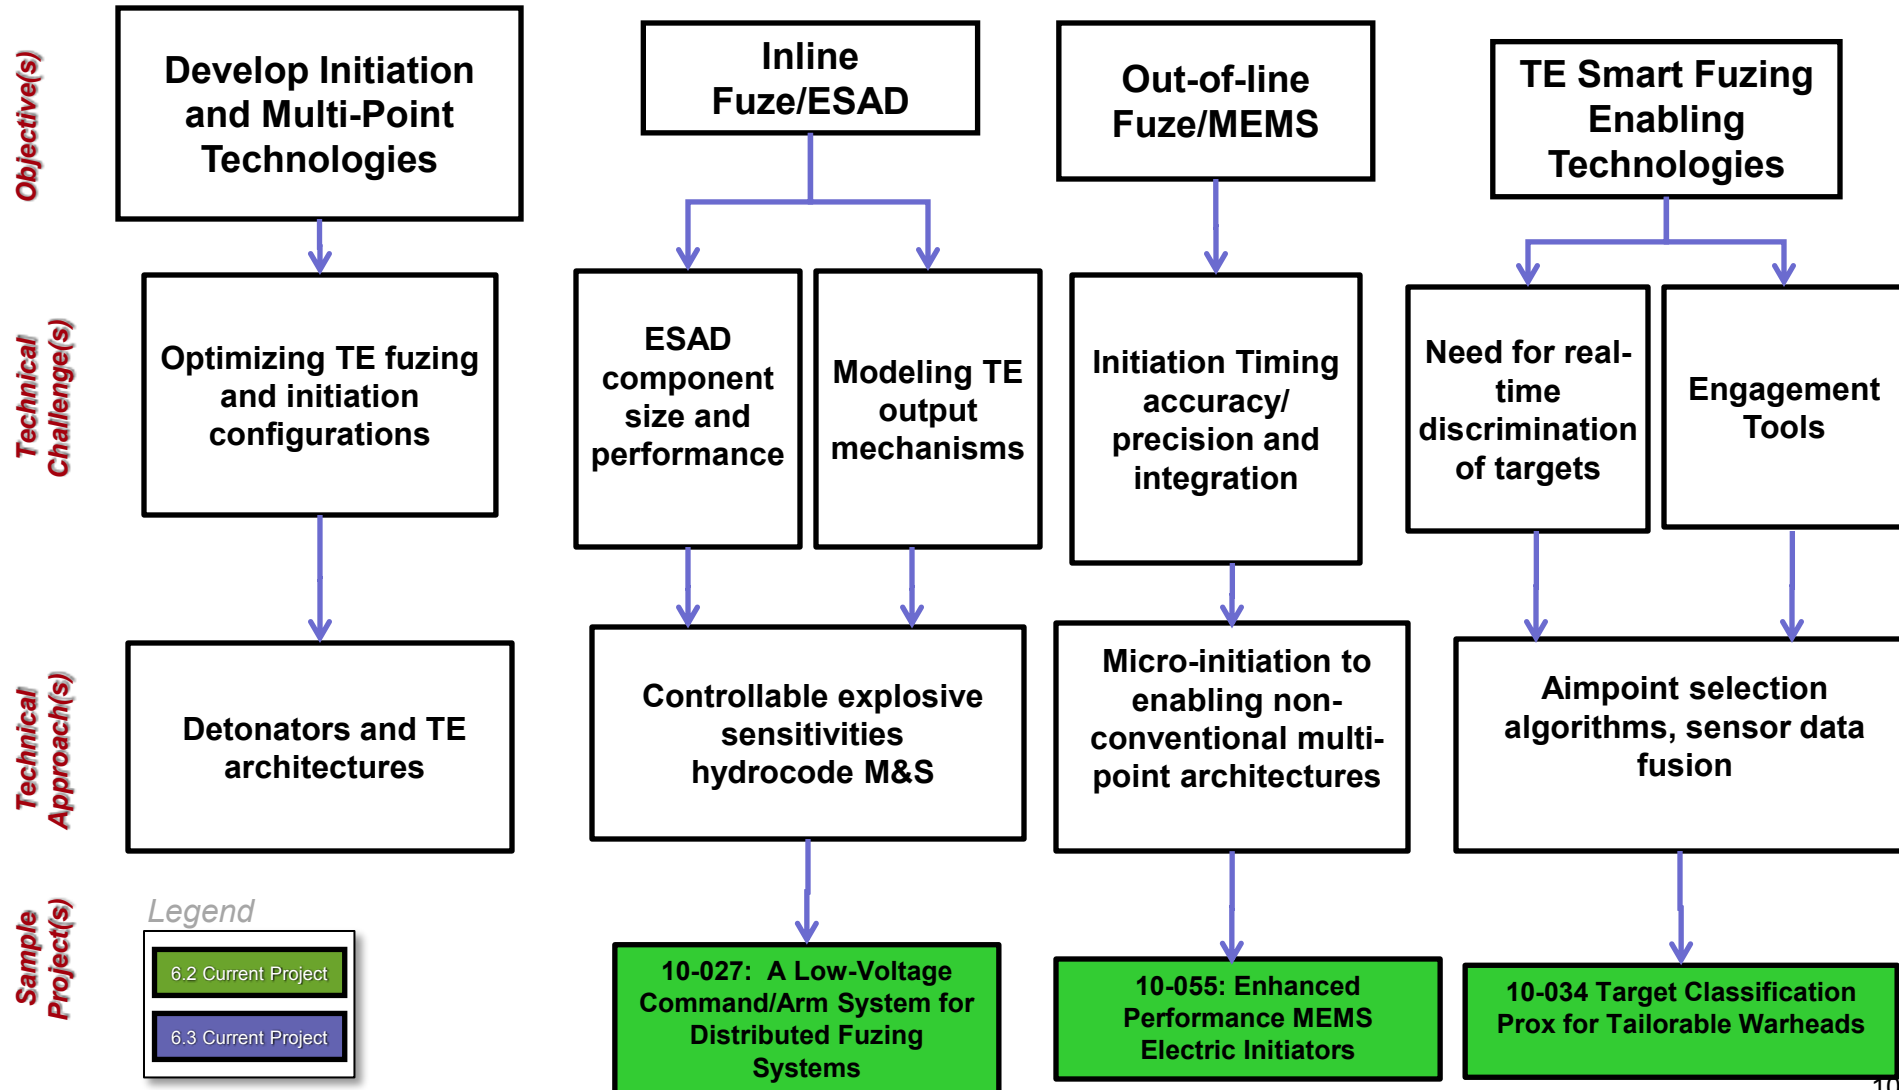 Objective(s)
Develop Initiation
and Multi-Point
Technologies
Inline
Fuze/ESAD
Out-of-line
Fuze/MEMS
TE Smart Fuzing
Enabling
Technologies
Technical
Challenge(s)
Optimizing TE fuzing
and initiation
configurations
ESAD
component
size and
performance
Modeling TE
output
mechanisms
Initiation Timing
accuracy/
precision and
integration
Need for real-
time
discrimination
of targets
Engagement
Tools
Technical
Approach(s)
Detonators and TE
architectures
Controllable explosive
sensitivities
hydrocode M&S
Micro-initiation to
enabling non-
conventional multi-
point architectures
Aimpoint selection
algorithms, sensor data
fusion
Sample
Project(s)
Legend
6.2 Current Project
6.3 Current Project
10-027:  A Low-Voltage
Command/Arm System for
Distributed Fuzing
Systems
10-055: Enhanced
Performance MEMS
Electric Initiators
10-034 Target Classification
Prox for Tailorable Warheads
10